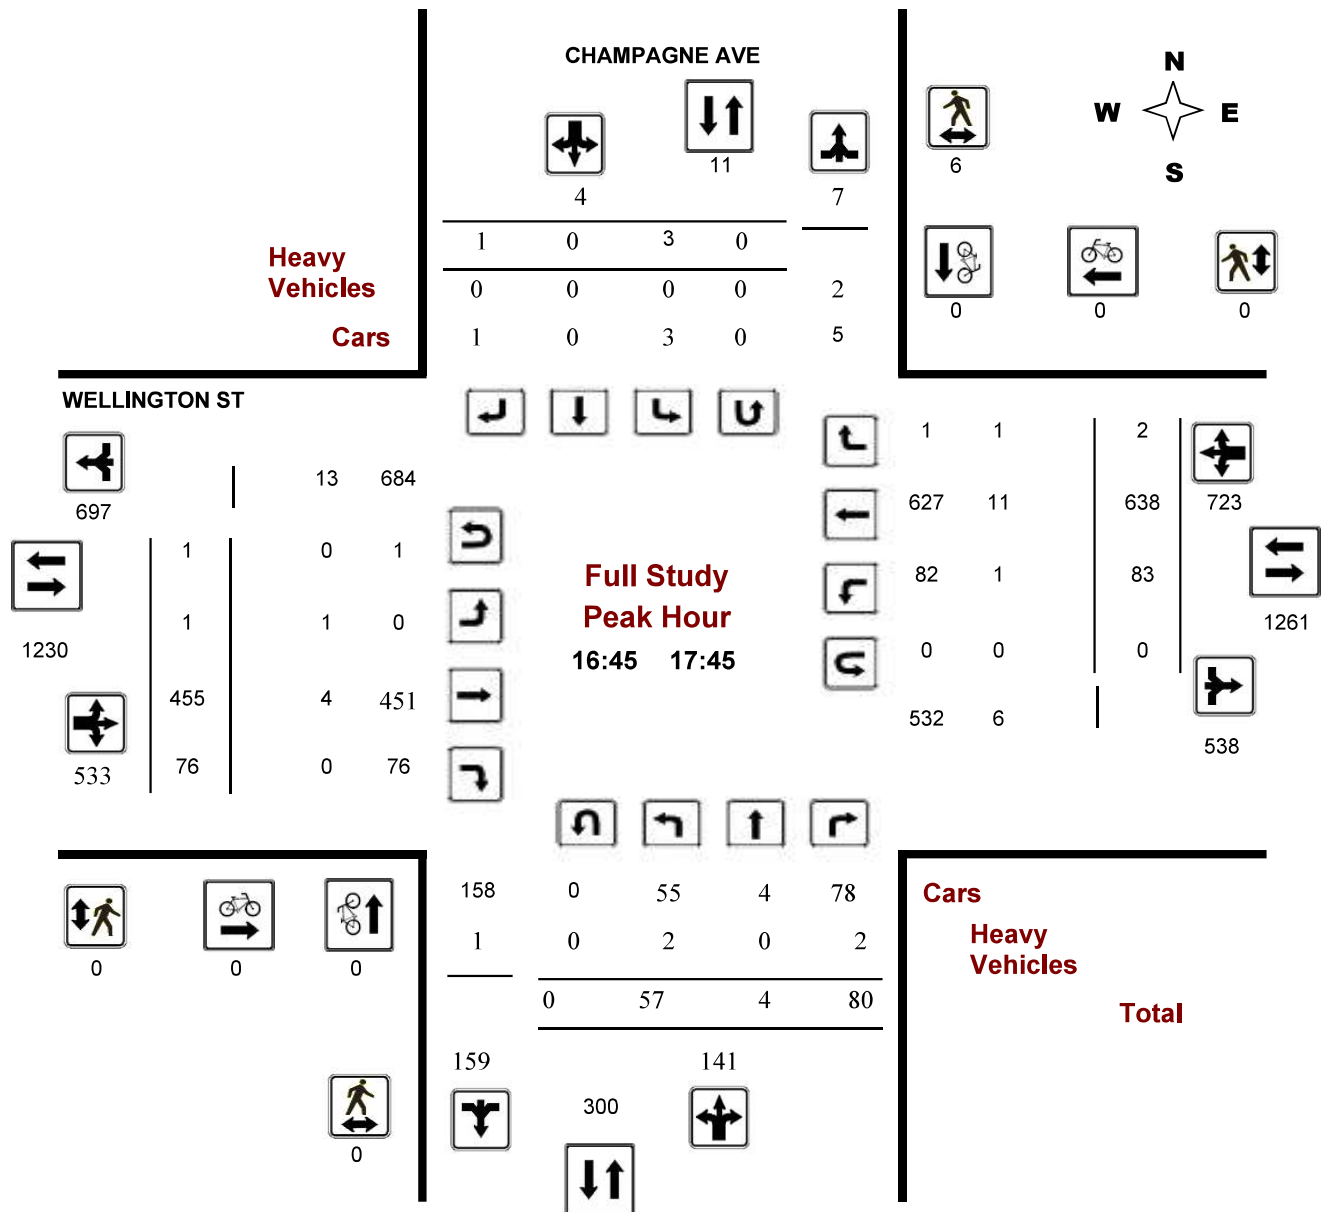 CHAMPAGNE AVE
N
W E
S
11
6
4 7
1 0 3 0
Heavy
Vehicles
0 0 0 0 2
0 0 0
Cars
1 0 3 0 5
WELLINGTON ST
1 1 2
13 684
697
627 11 638 723
1 0 1
82 1 83
Full Study
Peak Hour
1 1 0
1261
1230
16:45 17:45
0 0 0
455 4 451
532 6
538
533 76 0 76
158 0 55 4 78
Cars
1 0 2 0 2
Heavy
Vehicles
0 0 0
0 57 4 80
Total
159 141
300
0